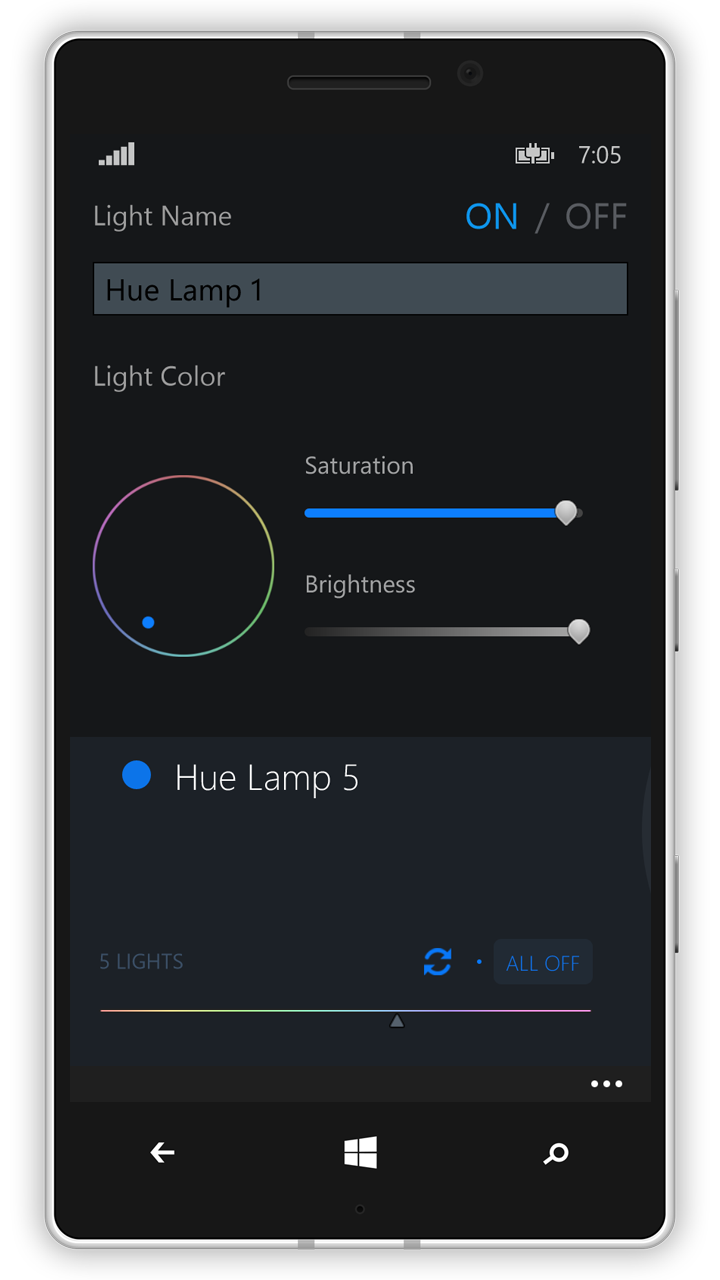 7:05
Light Name
ON / OFF
Hue Lamp 1
Light Color
Saturation
Brightness
Hue Lamp 5
5 LIGHTS
ALL OFF